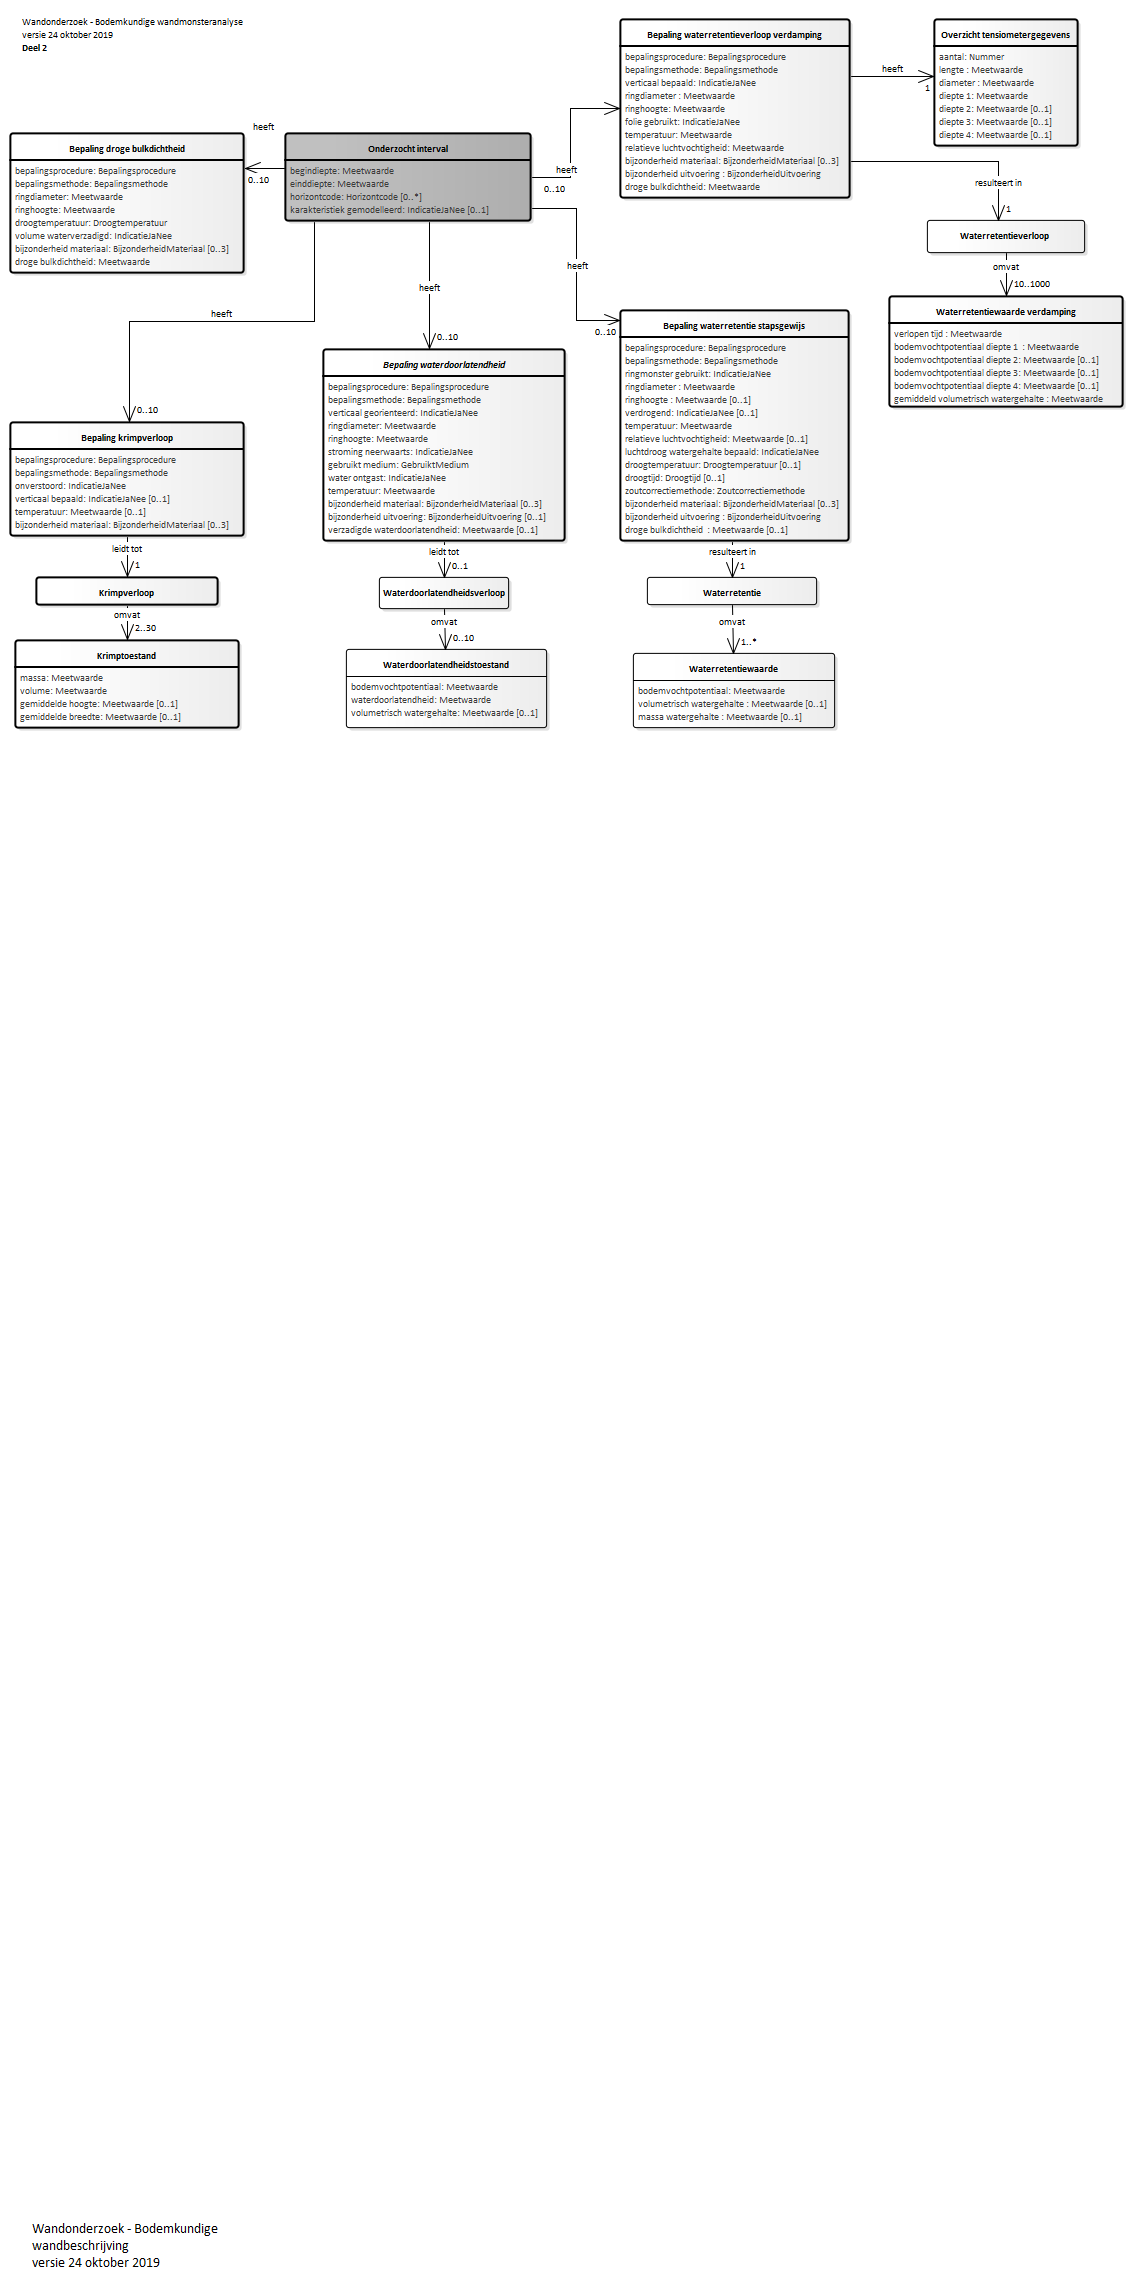 Wandonderzoek - Bodemkundige wandmonsteranalyse
versie 24 oktober 2019
Deel 2
Bepaling waterretentieverloop verdamping
bepalingsprocedure: Bepalingsprocedure
bepalingsmethode: Bepalingsmethode
verticaal bepaald: IndicatieJaNee
ringdiameter : Meetwaarde
ringhoogte: Meetwaarde
folie gebruikt: IndicatieJaNee
temperatuur: Meetwaarde
relatieve luchtvochtigheid: Meetwaarde
bijzonderheid materiaal: BijzonderheidMateriaal [0..3]
bijzonderheid uitvoering : BijzonderheidUitvoering
droge bulkdichtheid: Meetwaarde
heeft
1
Overzicht tensiometergegevens
aantal: Nummer
lengte : Meetwaarde
diameter : Meetwaarde
diepte 1: Meetwaarde
diepte 2: Meetwaarde [0..1]
diepte 3: Meetwaarde [0..1]
diepte 4: Meetwaarde [0..1]
heeft
0..10
Bepaling droge bulkdichtheid
bepalingsprocedure: Bepalingsprocedure
bepalingsmethode: Bepalingsmethode
ringdiameter: Meetwaarde
ringhoogte: Meetwaarde
droogtemperatuur: Droogtemperatuur
volume waterverzadigd: IndicatieJaNee
bijzonderheid materiaal: BijzonderheidMateriaal [0..3]
droge bulkdichtheid: Meetwaarde
Onderzocht interval
begindiepte: Meetwaarde
einddiepte: Meetwaarde
horizontcode: Horizontcode [0..*]
karakteristiek gemodelleerd: IndicatieJaNee [0..1]
heeft
0..10
resulteert in
1
Waterretentieverloop
omvat
10..1000
Waterretentiewaarde verdamping
verlopen tijd : Meetwaarde
bodemvochtpotentiaal diepte 1  : Meetwaarde
bodemvochtpotentiaal diepte 2: Meetwaarde [0..1]
bodemvochtpotentiaal diepte 3: Meetwaarde [0..1]
bodemvochtpotentiaal diepte 4: Meetwaarde [0..1]
gemiddeld volumetrisch watergehalte : Meetwaarde
heeft
0..10
heeft
0..10
heeft
0..10
Bepaling waterretentie stapsgewijs
bepalingsprocedure: Bepalingsprocedure
bepalingsmethode: Bepalingsmethode
ringmonster gebruikt: IndicatieJaNee
ringdiameter : Meetwaarde
ringhoogte : Meetwaarde [0..1]
verdrogend: IndicatieJaNee [0..1]
temperatuur: Meetwaarde
relatieve luchtvochtigheid: Meetwaarde [0..1]
luchtdroog watergehalte bepaald: IndicatieJaNee
droogtemperatuur: Droogtemperatuur [0..1]
droogtijd: Droogtijd [0..1]
zoutcorrectiemethode: Zoutcorrectiemethode
bijzonderheid materiaal: BijzonderheidMateriaal [0..3]
bijzonderheid uitvoering : BijzonderheidUitvoering
droge bulkdichtheid  : Meetwaarde [0..1]
Bepaling waterdoorlatendheid
bepalingsprocedure: Bepalingsprocedure
bepalingsmethode: Bepalingsmethode
verticaal georienteerd: IndicatieJaNee
ringdiameter: Meetwaarde
ringhoogte: Meetwaarde
stroming neerwaarts: IndicatieJaNee
gebruikt medium: GebruiktMedium
water ontgast: IndicatieJaNee
temperatuur: Meetwaarde
bijzonderheid materiaal: BijzonderheidMateriaal [0..3]
bijzonderheid uitvoering: BijzonderheidUitvoering [0..1]
verzadigde waterdoorlatendheid: Meetwaarde [0..1]
Bepaling krimpverloop
bepalingsprocedure: Bepalingsprocedure
bepalingsmethode: Bepalingsmethode
onverstoord: IndicatieJaNee
verticaal bepaald: IndicatieJaNee [0..1]
temperatuur: Meetwaarde [0..1]
bijzonderheid materiaal: BijzonderheidMateriaal [0..3]
leidt tot
1
Krimpverloop
omvat
2..30
Krimptoestand
massa: Meetwaarde
volume: Meetwaarde
gemiddelde hoogte: Meetwaarde [0..1]
gemiddelde breedte: Meetwaarde [0..1]
leidt tot
0..1
Waterdoorlatendheidsverloop
omvat
0..10
Waterdoorlatendheidstoestand
bodemvochtpotentiaal: Meetwaarde
waterdoorlatendheid: Meetwaarde
volumetrisch watergehalte: Meetwaarde [0..1]
resulteert in
1
Waterretentie
omvat
1..*
Waterretentiewaarde
bodemvochtpotentiaal: Meetwaarde
volumetrisch watergehalte : Meetwaarde [0..1]
massa watergehalte : Meetwaarde [0..1]
Wandonderzoek - Bodemkundige
wandbeschrijving
versie 24 oktober 2019